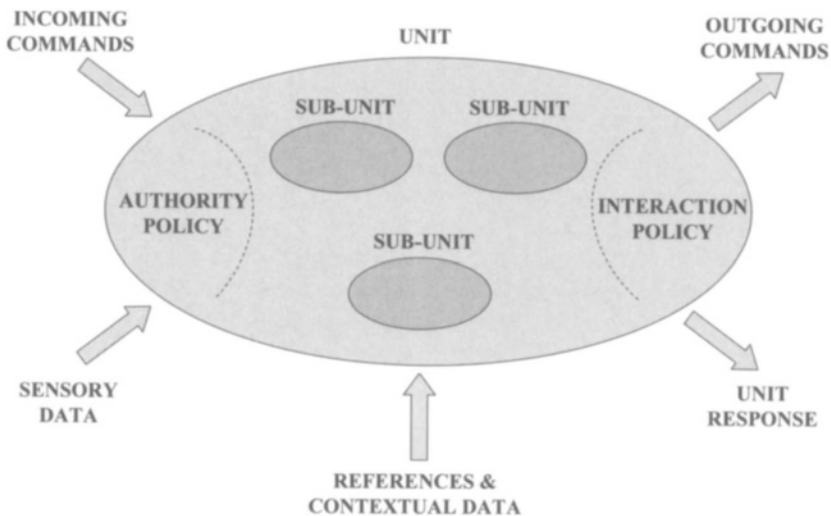 INCOMING
COMMANDS
UNIT
OUTGOING
COMMANDS
SUB-UNIT
SUB-UNIT
AUTHORITY
POLICY
INTERACTION
POLICY
SUB-UNIT
SENSORY
DATA
UNIT
RESPONSE
REFERENCES &
CONTEXTUAL DATA